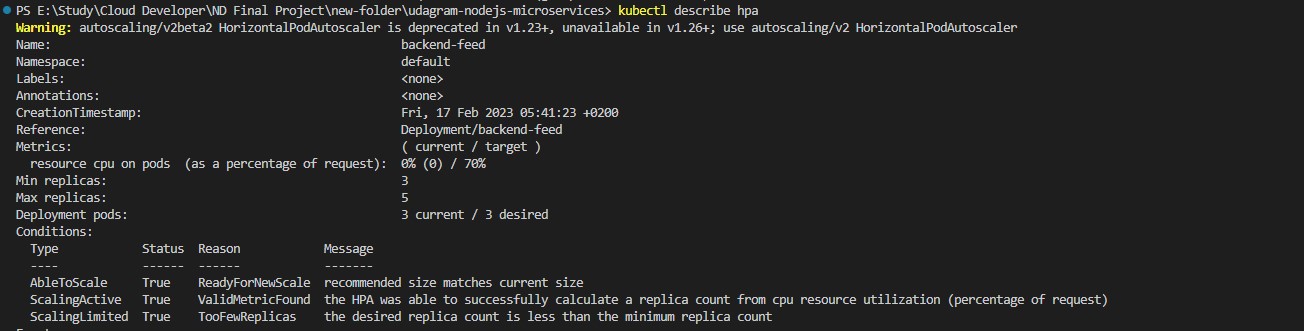 PS E:\Study\Cloud Developer\ND Final Project\new-folder\udagram-nodejs-microservices> kubectl describe hpa
Warning: autoscaling/v2beta2 HorizontalPodAutoscaler is deprecated in v1.23+, unavailable in v1.26+; use autoscaling/v2 HorizontalPodAutoscaler
Name: backend-feed
Namespace: default
Labels: <none>
Annotations: <none>
CreationTimestamp: Fri, 17 Feb 2023 05:41:23 +0200
Reference: Deployment/backend-feed
Metrics: ( current / target )
resource cpu on pods (as a percentage of request): 0% (0) / 70%
Min replicas: 3
Max replicas: 5
Deployment pods: 3 current / 3 desired
Conditions:
Type Status Reason Message
---- ------ ------ -------
AbleToScale True ReadyForNewScale recommended size matches current size
ScalingActive True ValidMetricFound the HPA was able to successfully calculate a replica count from cpu resource utilization (percentage of request)
ScalingLimited True TooFewReplicas the desired replica count is less than the minimum replica count